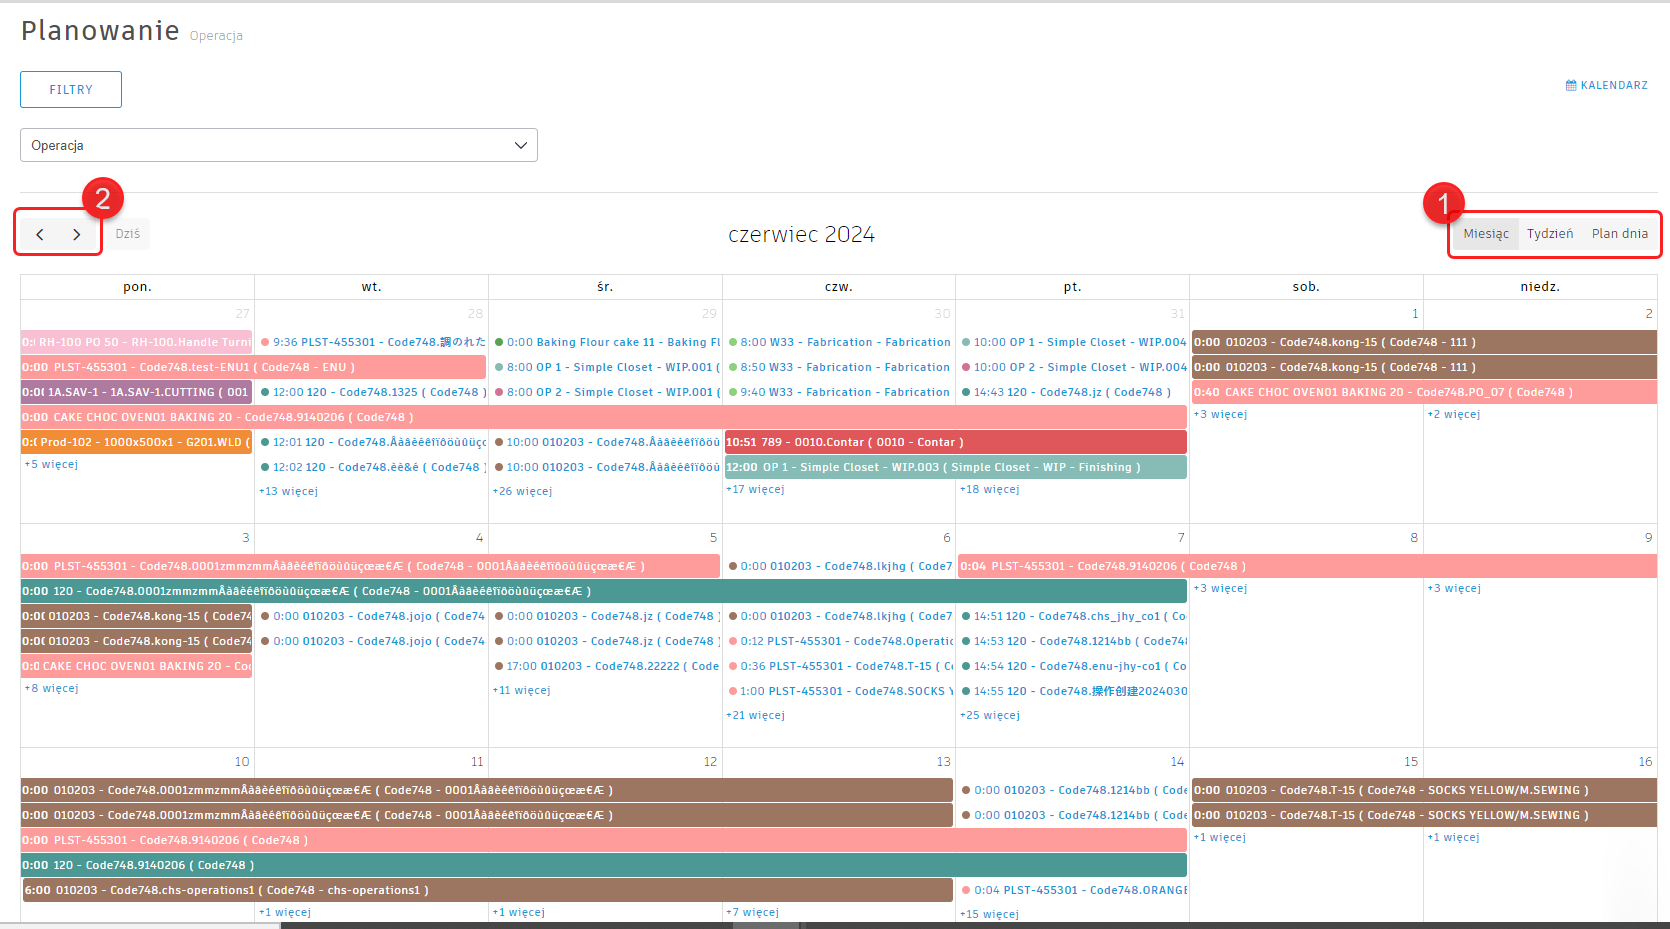 Planowanie Operacja
FILTRY
KALENDARZ
Operacja
2
1
Dziś
czerwiec 2024
Miesiąc Tydzień Plan dnia
pon. wt. śr. czw. pt. sob. niedz.
27 28 29 30 31 1 2
RH-100 PO 50 - RH-100.Handle Turni
9:36 PLST-455301 - Code748.調のれた
0:00 Baking Flour cake 11 - Baking Fl
8:00 W33 - Fabrication - Fabrication
10:00 OP 1 - Simple Closet - WIP.004
0:00 010203 - Code748.kong-15 ( Code748 - 111 )
0:00 PLST-455301 - Code748.test-ENU1 ( Code748 - ENU )
8:00 OP 1 - Simple Closet - WIP.001 (
8:50 W33 - Fabrication - Fabrication
10:00 OP 2 - Simple Closet - WIP.004
0:00 010203 - Code748.kong-15 ( Code748 - 111 )
1A.SAV-1 - 1A.SAV-1.CUTTING ( 001
12:00 120 - Code748.1325 ( Code748 )
8:00 OP 2 - Simple Closet - WIP.001 (
9:40 W33 - Fabrication - Fabrication
14:43 120 - Code748.jz ( Code748 )
0:40 CAKE CHOC OVEN01 BAKING 20 - Code748.PO_07 ( Code748 )
0:00 CAKE CHOC OVEN01 BAKING 20 - Code748.9140206 ( Code748 )
+3 więcej
+2 więcej
Prod-102 - 1000x500x1 - G201.WLD (
12:01 120 - Code748.Âàâèéêîïôöùûüç
10:00 010203 - Code748.Âàâèéêîïôöù
10:51 789 - 0010.Contar ( 0010 - Contar )
+5 więcej
12:02 120 - Code748.èè&é ( Code748 )
10:00 010203 - Code748.Âàâèéêîïôöù
12:00 OP 1 - Simple Closet - WIP.003 ( Simple Closet - WIP - Finishing )
+13 więcej
+26 więcej
+17 więcej
+18 więcej
3 4 5 6 7 8 9
0:00 PLST-455301 - Code748.0001zmmzmmÂàâèéêîïôöùûüçœæ€Æ ( Code748 - 0001Âàâèéêîïôöùûüçœæ€Æ )
0:00 010203 - Code748.lkjhg ( Code7
0:04 PLST-455301 - Code748.9140206 ( Code748 )
0:00 120 - Code748.0001zmmzmmÂàâèéêîïôöùûüçœæ€Æ ( Code748 - 0001Âàâèéêîïôöùûüçœæ€Æ )
+3 więcej
+3 więcej
0:00 010203 - Code748.kong-15 ( Code74
0:00 010203 - Code748.jojo ( Code74
0:00 010203 - Code748.jz ( Code748 )
0:00 010203 - Code748.lkjhg ( Code7
14:51 120 - Code748.chs_jhy_co1 ( Co
0:00 010203 - Code748.kong-15 ( Code74
0:00 010203 - Code748.jojo ( Code74
0:00 010203 - Code748.jz ( Code748 )
0:12 PLST-455301 - Code748.Operatio
14:53 120 - Code748.1214bb ( Code748
CAKE CHOC OVEN01 BAKING 20 - Cod
17:00 010203 - Code748.22222 ( Code
0:36 PLST-455301 - Code748.T-15 ( Co
14:54 120 - Code748.enu-jhy-co1 ( Co
+8 więcej
+11 więcej
1:00 PLST-455301 - Code748.SOCKS Y
14:55 120 - Code748.操作创建2024030
+21 więcej
+25 więcej
10 11 12 13 14 15 16
0:00 010203 - Code748.0001zmmzmmÂàâèéêîïôöùûüçœæ€Æ ( Code748 - 0001Âàâèéêîïôöùûüçœæ€Æ )
0:00 010203 - Code748.1214bb ( Code
0:00 010203 - Code748.T-15 ( Code748 - SOCKS YELLOW/M.SEWING )
0:00 010203 - Code748.0001zmmzmmÂàâèéêîïôöùûüçœæ€Æ ( Code748 - 0001Âàâèéêîïôöùûüçœæ€Æ )
0:00 010203 - Code748.1214bb ( Code
0:00 010203 - Code748.T-15 ( Code748 - SOCKS YELLOW/M.SEWING )
0:00 PLST-455301 - Code748.9140206 ( Code748 )
+1 więcej
+1 więcej
0:00 120 - Code748.9140206 ( Code748 )
6:00 010203 - Code748.chs-operations1 ( Code748 - chs-operations1 )
0:04 PLST-455301 - Code748.ORANGE
+1 więcej
+1 więcej
+7 więcej
+15 więcej